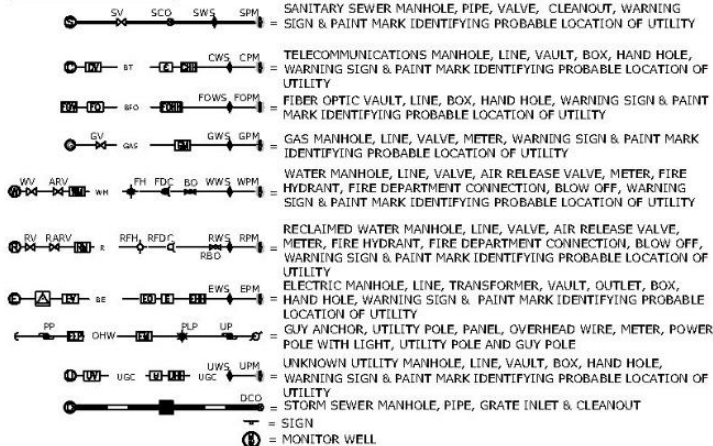 SV SCO SWS SPM
S = SANITARY SEWER MANHOLE, PIPE, VALVE, CLEANOUT, WARNING
SIGN & PAINT MARK IDENTIFYING PROBABLE LOCATION OF UTILITY
CWS CPM
BT = TELECOMMUNICATIONS MANHOLE, LINE, VAULT, BOX, HAND HOLE,
WARNING SIGN & PAINT MARK IDENTIFYING PROBABLE LOCATION OF
UTILITY
FOWS FOPM
BFO = FIBER OPTIC VAULT, LINE, BOX, HAND HOLE, WARNING SIGN & PAINT
MARK IDENTIFYING PROBABLE LOCATION OF UTILITY
GV GWS GPM
GAS = GAS MANHOLE, LINE, VALVE, METER, WARNING SIGN & PAINT MARK
IDENTIFYING PROBABLE LOCATION OF UTILITY
WV ARV FH FDC BO WWS WPM
= WATER MANHOLE, LINE, VALVE, AIR RELEASE VALVE, METER, FIRE
HYDRANT, FIRE DEPARTMENT CONNECTION, BLOW OFF, WARNING
SIGN & PAINT MARK IDENTIFYING PROBABLE LOCATION OF UTILITY
RV RARV RFH RFDC RWS RPM
R RBO = RECLAIMED WATER MANHOLE, LINE, VALVE, AIR RELEASE VALVE,
METER, FIRE HYDRANT, FIRE DEPARTMENT CONNECTION, BLOW OFF,
WARNING SIGN & PAINT MARK IDENTIFYING PROBABLE LOCATION OF
UTILITY
EWS EPM
E BE = ELECTRIC MANHOLE, LINE, TRANSFORMER, VAULT, OUTLET, BOX,
HAND HOLE, WARNING SIGN & PAINT MARK IDENTIFYING PROBABLE
LOCATION OF UTILITY
PP PLP UP
OHW = GUY ANCHOR, UTILITY POLE, PANEL, OVERHEAD WIRE, METER, POWER
POLE WITH LIGHT, UTILITY POLE AND GUY POLE
UWS UPM
UGC UGC = UNKNOWN UTILITY MANHOLE, LINE, VAULT, BOX, HAND HOLE,
WARNING SIGN & PAINT MARK IDENTIFYING PROBABLE LOCATION OF
UTILITY
DCO
= STORM SEWER MANHOLE, PIPE, GRATE INLET & CLEANOUT
= SIGN
= MONITOR WELL